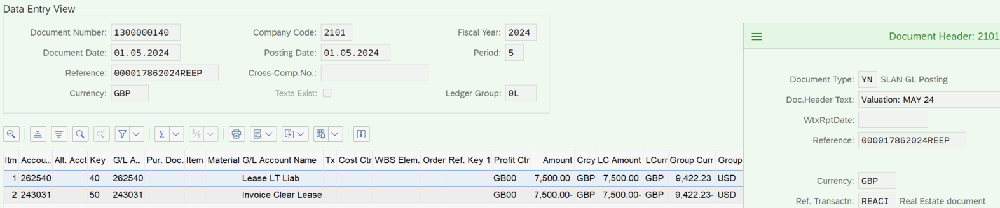 Data Entry View
Document Number: 1300000140 Company Code: 2101 Fiscal Year: 2024
Document Date: 01.05.2024 Posting Date: 01.05.2024 Period: 5
Reference: 000017862024REEP Cross-Comp.No.:
Currency: GBP Texts Exist: Ledger Group: 0L
Itm Accou... Alt. Acct Key G/L A... Pur. Doc. Item Material G/L Account Name Tx Cost Ctr WBS Elem. Order Ref. Key 1 Profit Ctr Amount Crcy LC Amount LCurr Group Curr Group
1 262540 40 262540 Lease LT Liab GB00 7,500.00 GBP 7,500.00 GBP 9,422.23 USD
2 243031 50 243031 Invoice Clear Lease GB00 7,500.00- GBP 7,500.00- GBP 9,422.23- USD
Document Header: 2101
Document Type: YN SLAN GL Posting
Doc.Header Text: Valuation: MAY 24
WtxRptDate:
Reference: 000017862024REEP
Currency: GBP
Ref. Transactn: REACI Real Estate document